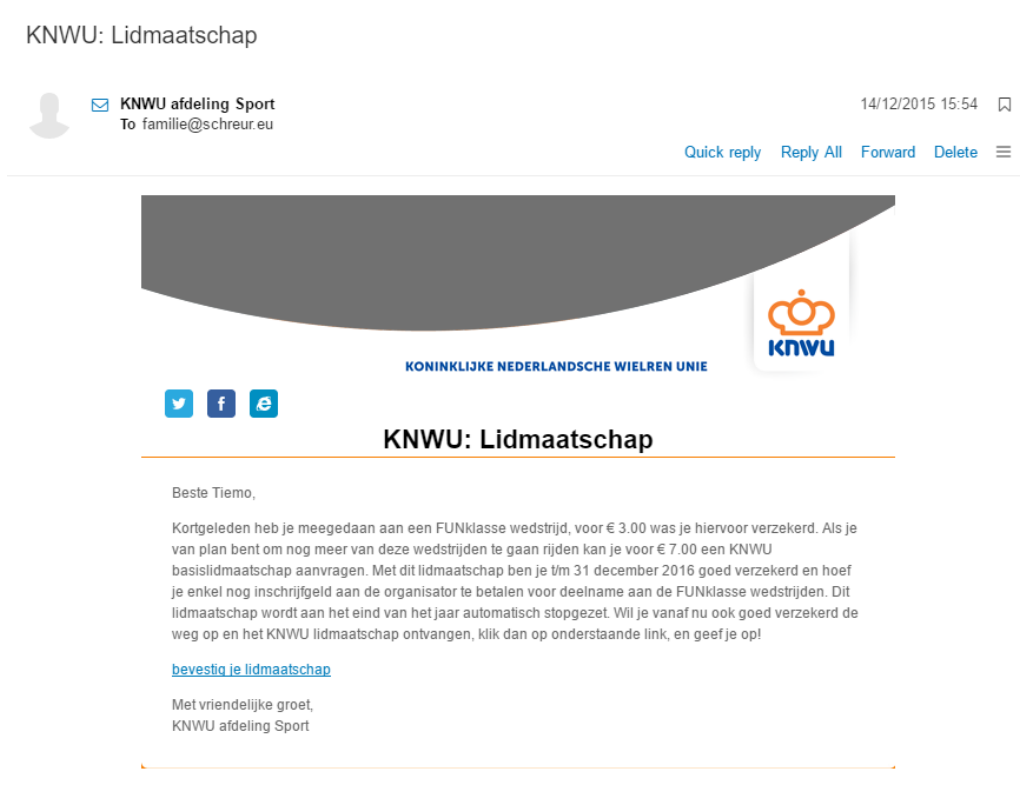 KNWU: Lidmaatschap
KNWU afdeling Sport
14/12/2015 15:54
To familie@schreur.eu
Quick reply Reply All Forward Delete
KNWU
KONINKLIJKE NEDERLANDSCHE WIELREN UNIE
KNWU: Lidmaatschap
Beste Tiemo,
Kortgeleden heb je meegedaan aan een FUNklasse wedstrijd, voor € 3.00 was je hiervoor verzekerd. Als je
van plan bent om nog meer van deze wedstrijden te gaan rijden kan je voor € 7.00 een KNWU
basislidmaatschap aanvragen. Met dit lidmaatschap ben je t/m 31 december 2016 goed verzekerd en hoef
je enkel nog inschrijfgeld aan de organisator te betalen voor deelname aan de FUNklasse wedstrijden. Dit
lidmaatschap wordt aan het eind van het jaar automatisch stopgezet. Wil je vanaf nu ook goed verzekerd de
weg op en het KNWU lidmaatschap ontvangen, klik dan op onderstaande link, en geef je op!
bevestig je lidmaatschap
Met vriendelijke groet,
KNWU afdeling Sport